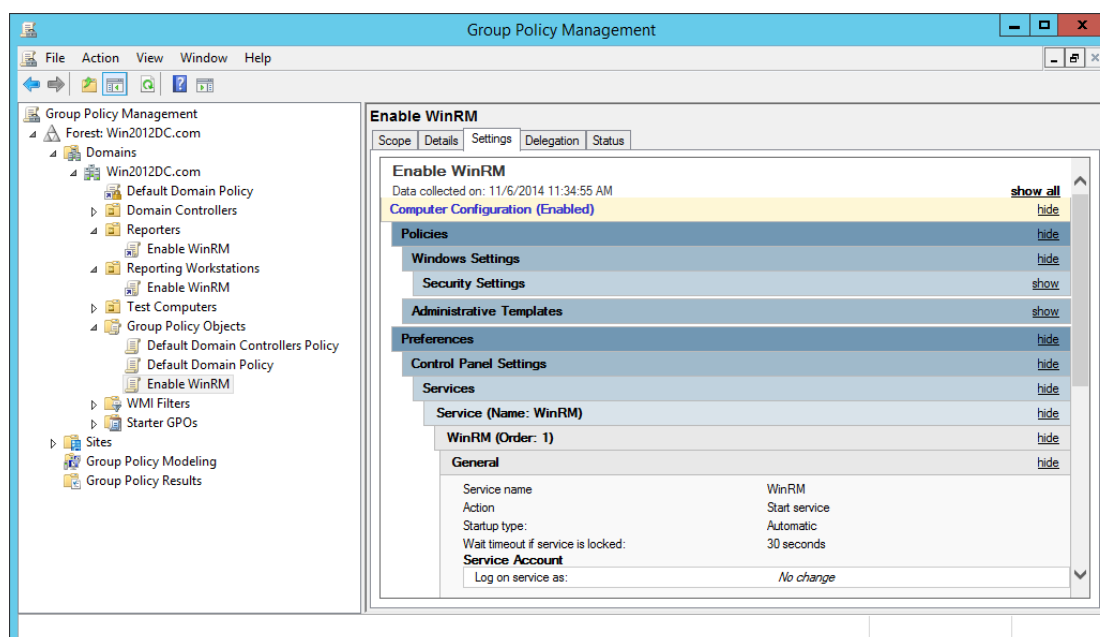 Group Policy Management
File Action View Window Help
Group Policy Management
Forest: Win2012DC.com
Domains
Win2012DC.com
Default Domain Policy
Domain Controllers
Reporters
Enable WinRM
Reporting Workstations
Enable WinRM
Test Computers
Group Policy Objects
Default Domain Controllers Policy
Default Domain Policy
Enable WinRM
WMI Filters
Starter GPOs
Sites
Group Policy Modeling
Group Policy Results
Enable WinRM
Scope Details Settings Delegation Status
Enable WinRM
Data collected on: 11/6/2014 11:34:55 AM show all
Computer Configuration (Enabled) hide
Policies hide
Windows Settings hide
Security Settings show
Administrative Templates show
Preferences hide
Control Panel Settings hide
Services hide
Service (Name: WinRM) hide
WinRM (Order: 1) hide
General hide
Service name WinRM
Action Start service
Startup type: Automatic
Wait timeout if service is locked: 30 seconds
Service Account
Log on service as: No change